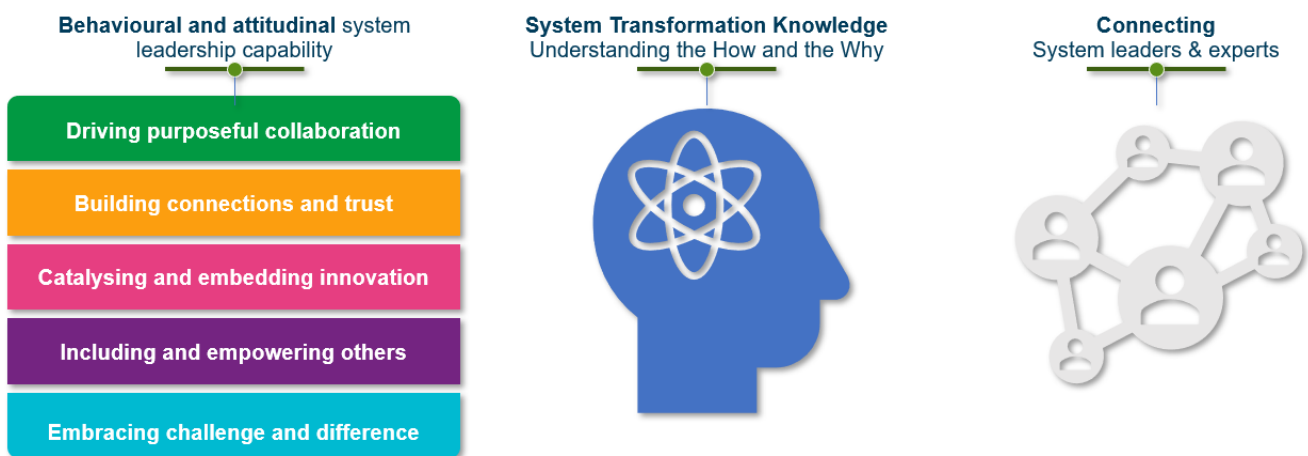 Behavioural and attitudinal system
leadership capability
Driving purposeful collaboration
Building connections and trust
Catalysing and embedding innovation
Including and empowering others
Embracing challenge and difference
System Transformation Knowledge
Understanding the How and the Why
Connecting
System leaders & experts